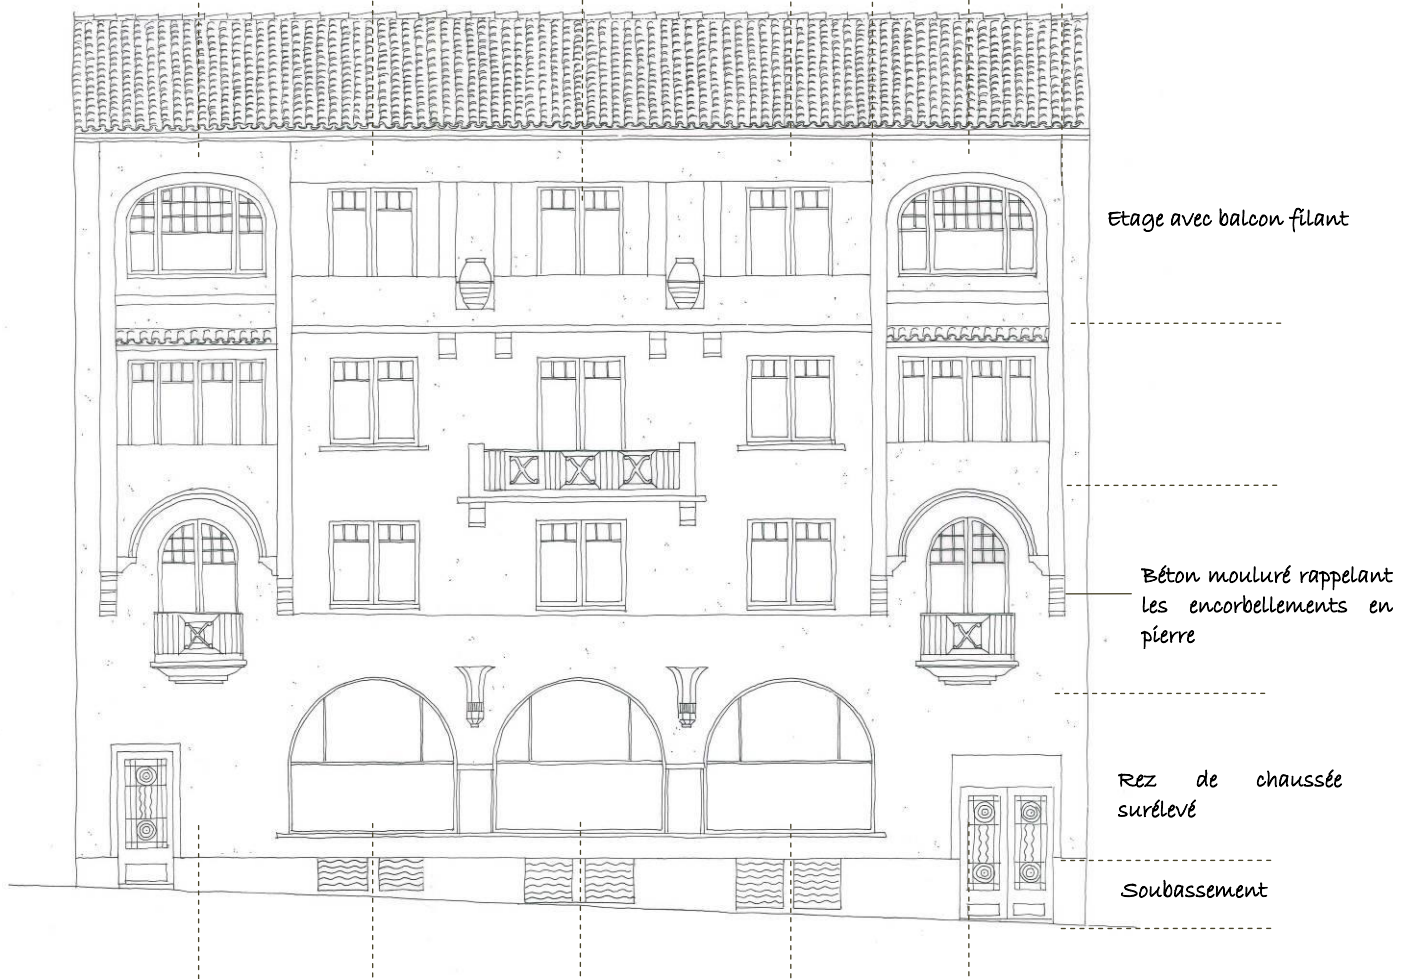 Etage avec balcon filant
Béton mouluré rappelant
les encorbellements en
pierre
Rez de chaussée
surélevé
Soubassement